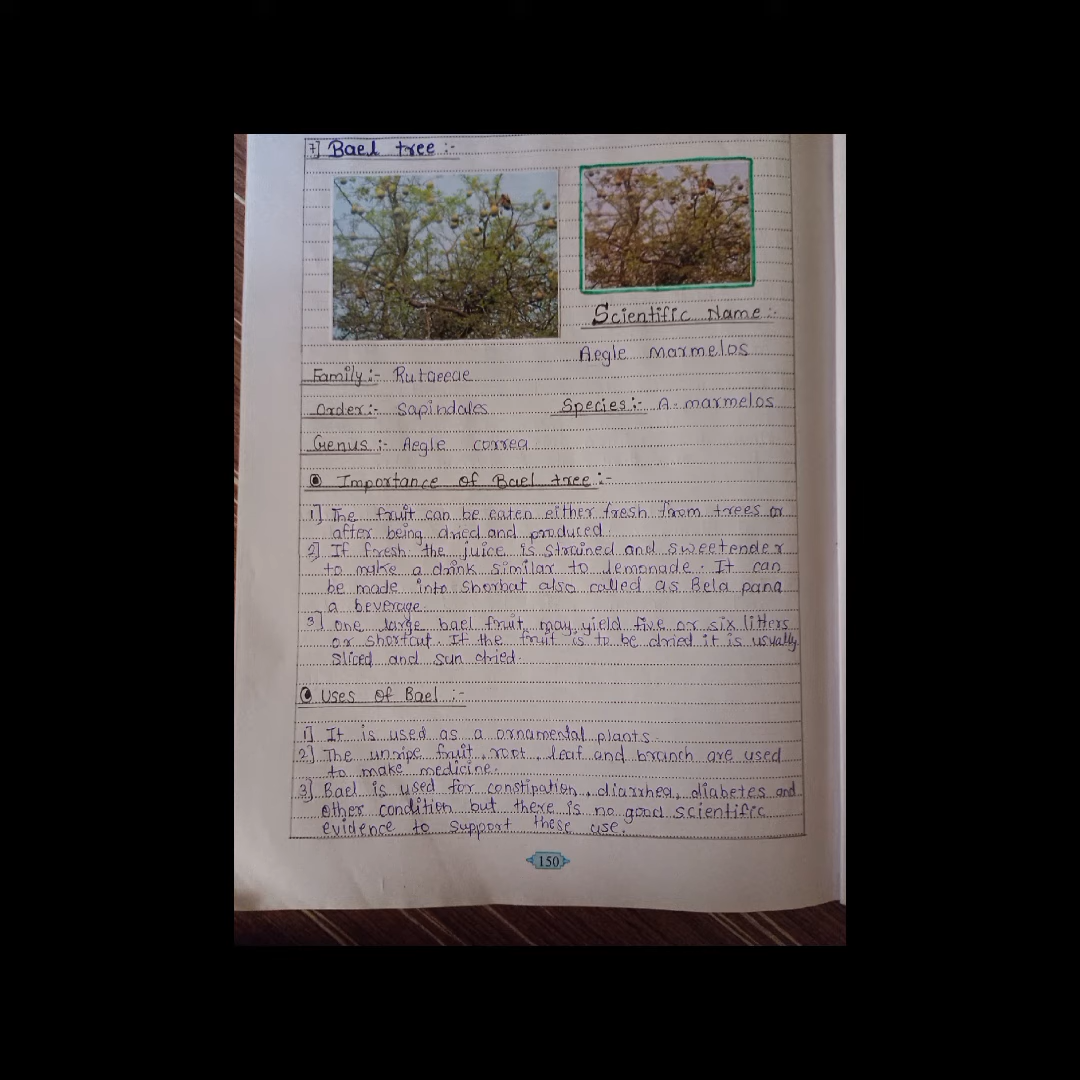 7] Bael tree :-
Scientific Name :-
Aegle marmelos
Family :- Rutaeeae
Order :- Sapindales Species :- A. marmelos
Genus :- Aegle correa
Importance of Bael tree :-
1] The fruit can be eaten either fresh from trees or
after being dried and produced.
2] If fresh the juice is strained and sweetender
to make a drink similar to lemonade. It can
be made into Shorbat also called as Bela pana
a beverage.
3] one large bael fruit may yield five or six litters
or shortcut. If the fruit is to be dried it is usually
sliced and sun dried.
Uses of Bael :-
1] It is used as a ornamental plants.
2] The unripe fruit, root, leaf and branch are used
to make medicine.
3] Bael is used for constipation, diarrhea, diabetes and
other condition but there is no good scientific
evidence to support these use.
150